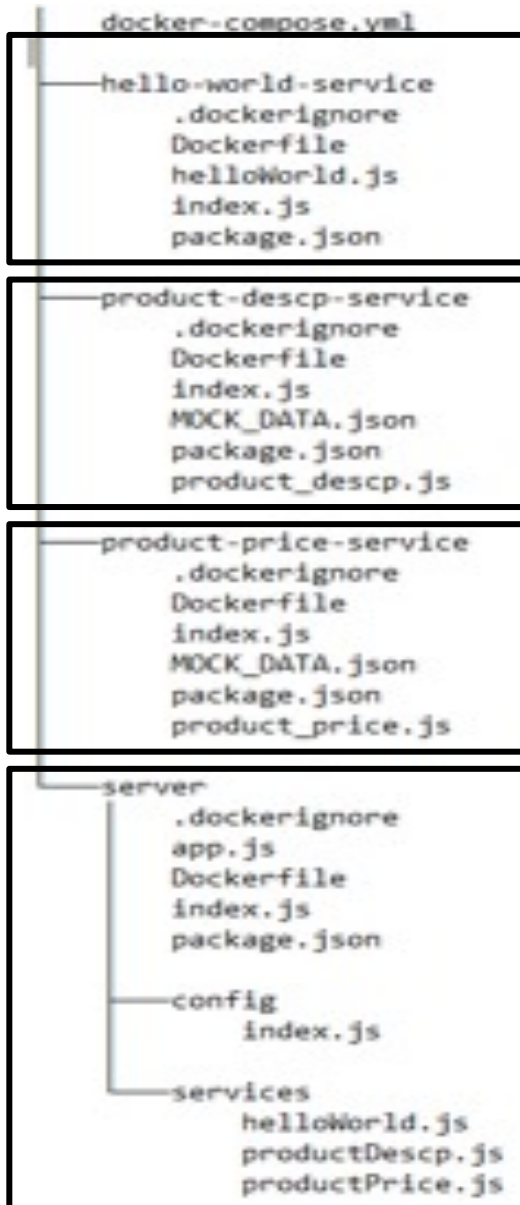 docker-compose.yml
hello-world-service
.dockerignore
Dockerfile
helloWorld.js
index.js
package.json
product-descp-service
.dockerignore
Dockerfile
index.js
MOCK_DATA.json
package.json
product_descp.js
product-price-service
.dockerignore
Dockerfile
index.js
MOCK_DATA.json
package.json
product_price.js
server
.dockerignore
app.js
Dockerfile
index.js
package.json
config
index.js
services
helloWorld.js
productDescp.js
productPrice.js